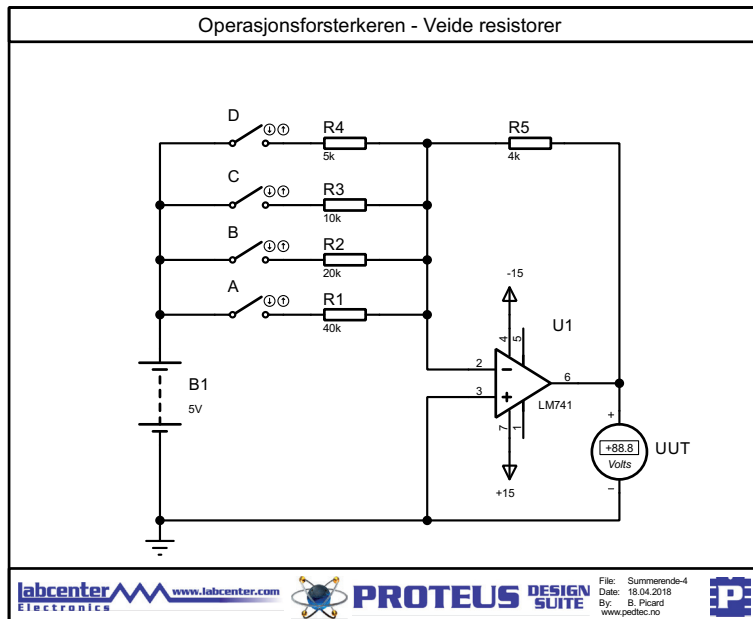 Operasjonsforsterkeren - Veide resistorer
D
R4
5k
R5
4k
C
R3
10k
B
R2
20k
A
R1
40k
-15
4
5
U1
2
3
6
LM741
7
1
+15
B1
5V
+
+88.8
Volts
UUT
labcenter
Electronics
www.labcenter.com
PROTEUS DESIGN SUITE
File: Summerende-4
Date: 18.04.2018
By: B. Picard
www.pedtec.no
P